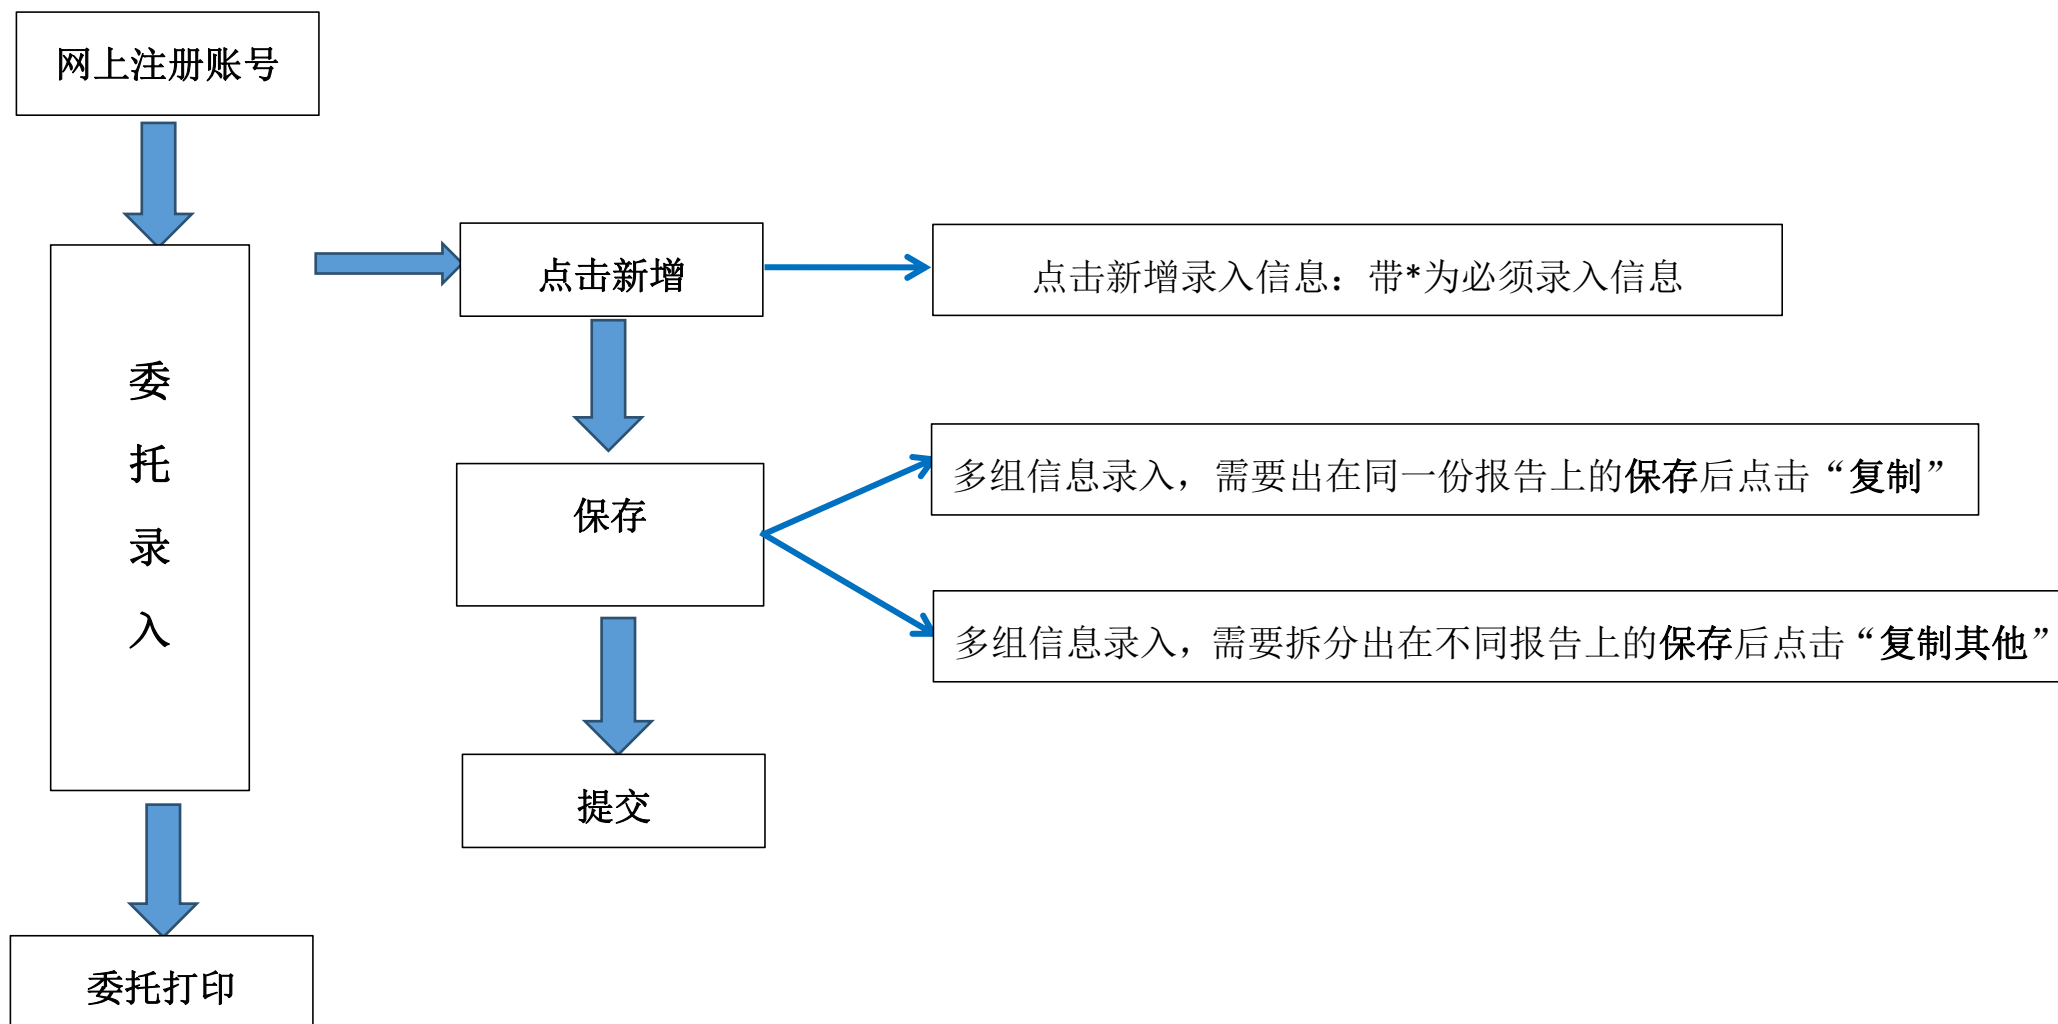 网上注册账号
点击新增
点击新增录入信息：带*为必须录入信息
委
托
录
入
多组信息录入，需要出在同一份报告上的保存后点击“复制”
保存
多组信息录入，需要拆分出在不同报告上的保存后点击“复制其他”
提交
委托打印